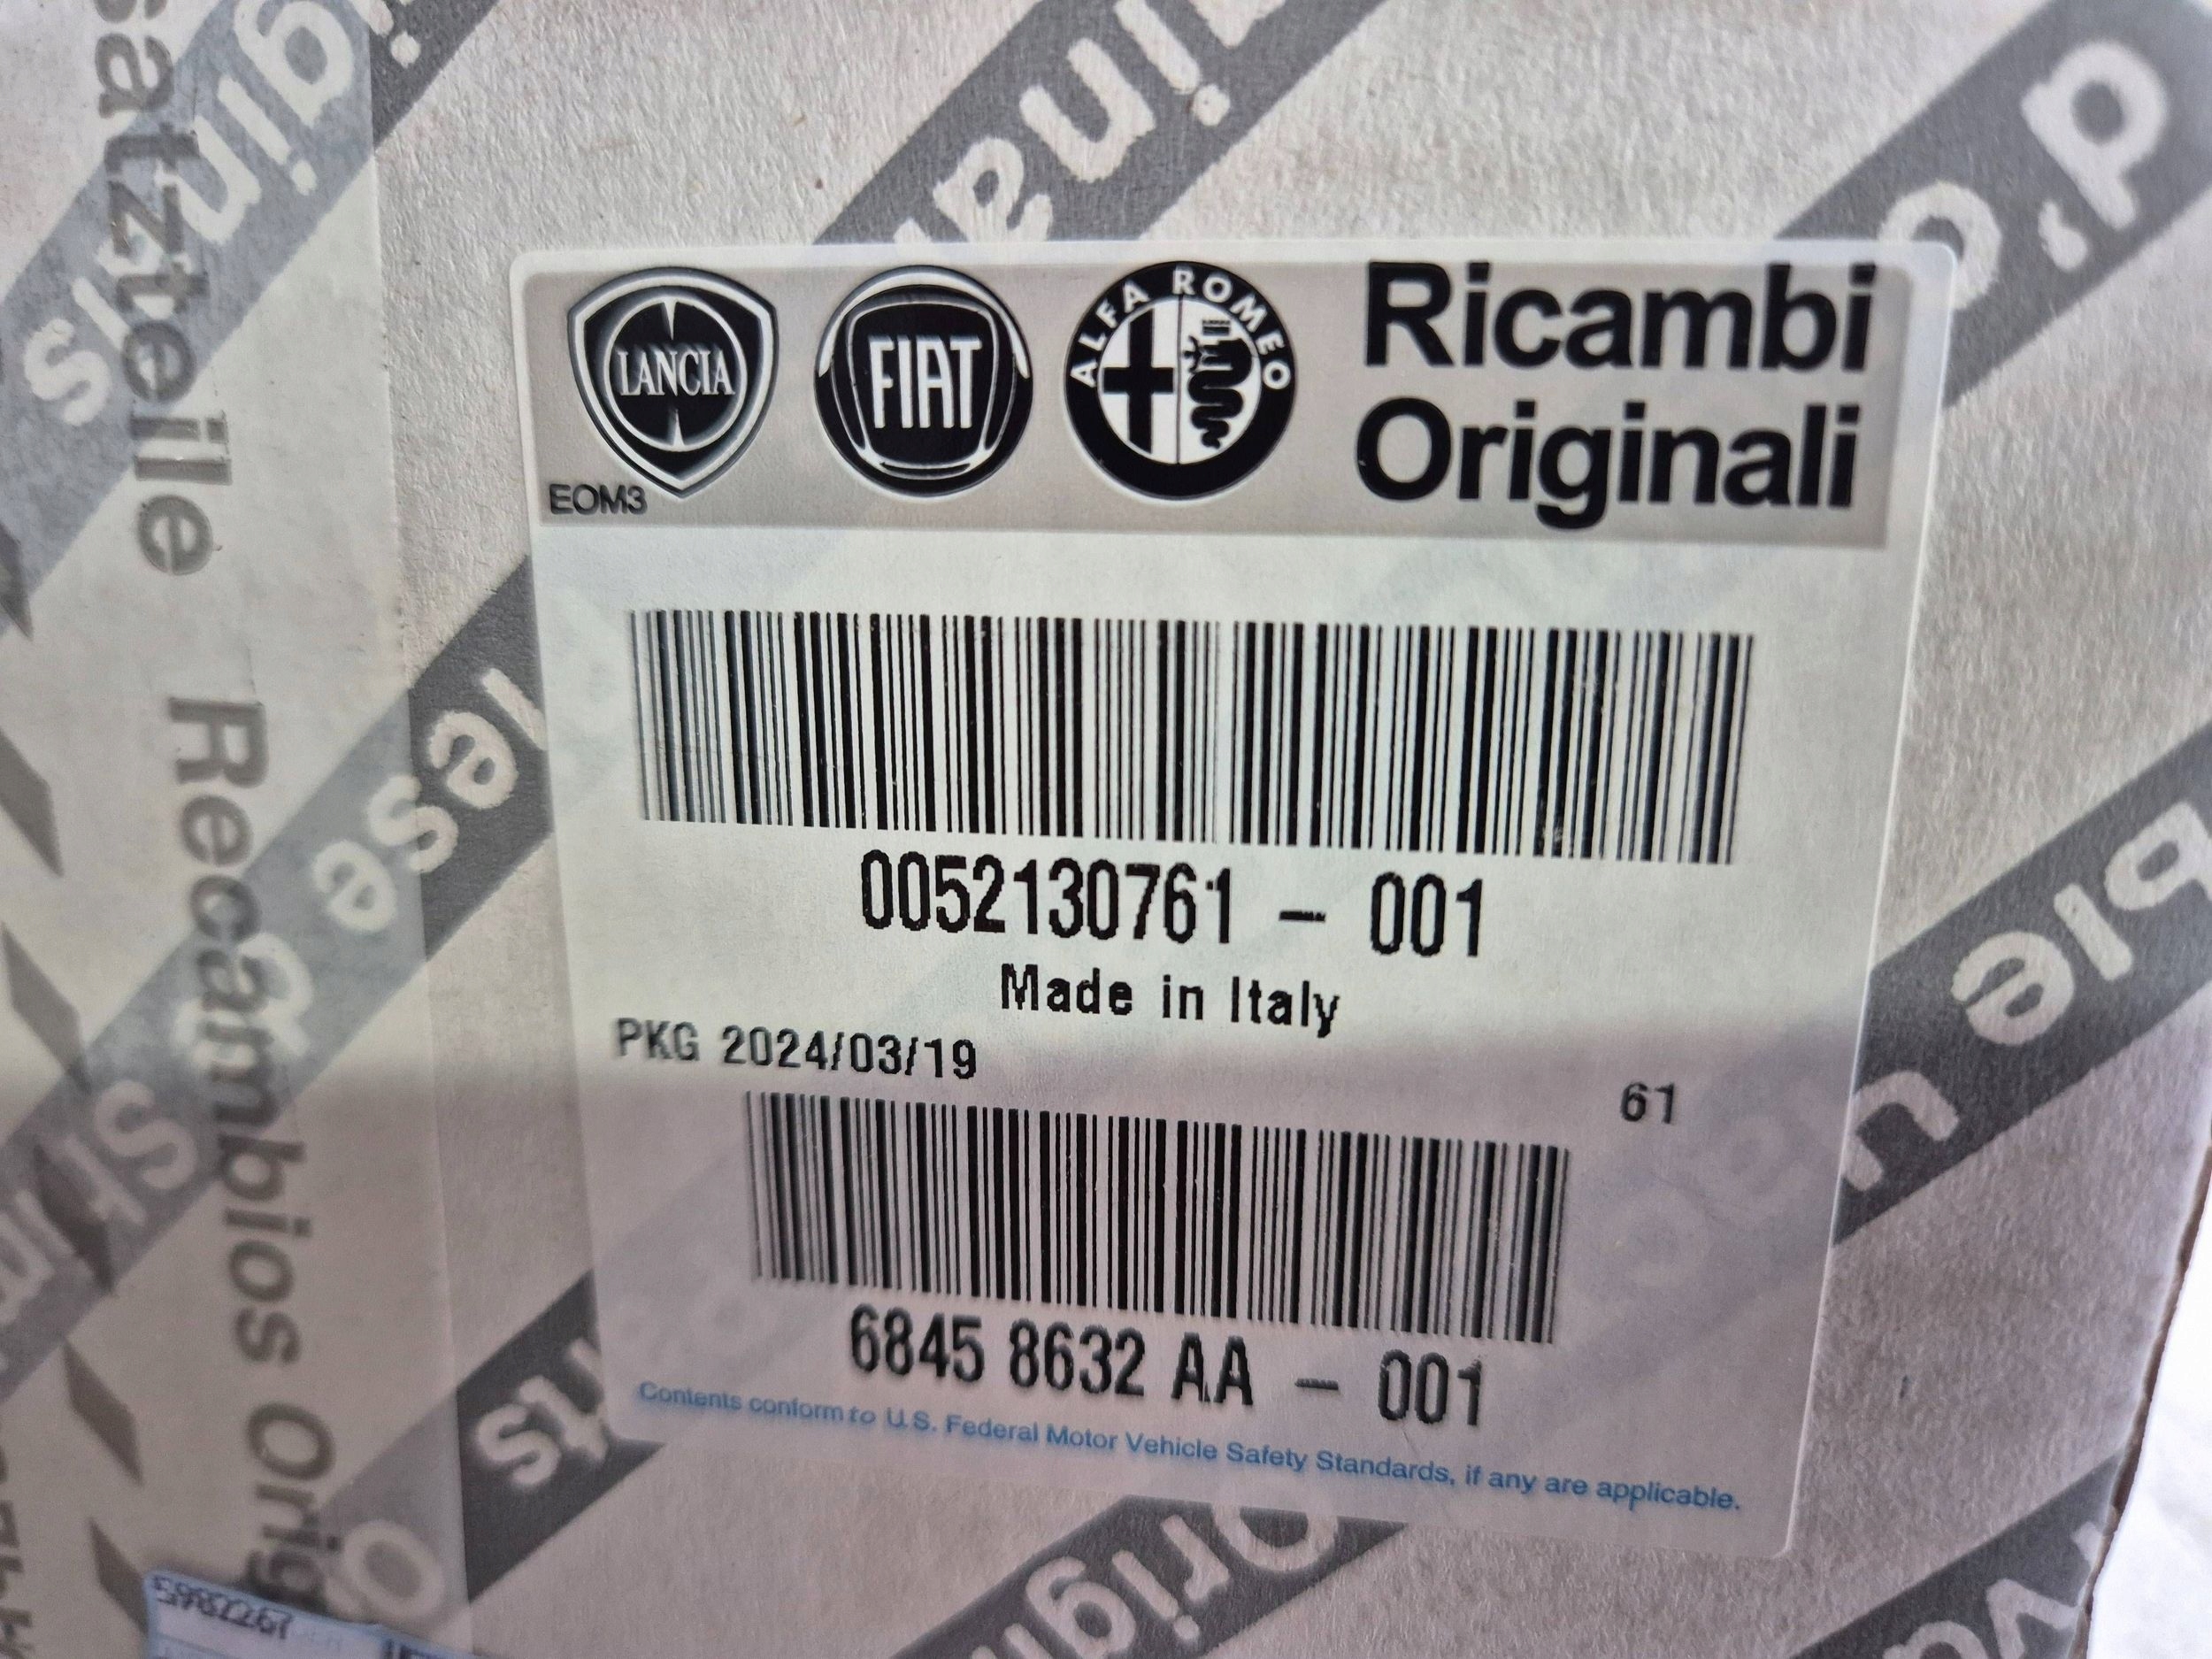 LANCIA
FIAT
ALFA ROMEO
Ricambi
Originali
EOM3
0052130761 - 001
Made in Italy
PKG 2024/03/19
61
6845 8632 AA - 001
Contents conform to U.S. Federal Motor Vehicle Safety Standards, if any are applicable.
satzteile Recambios Orig